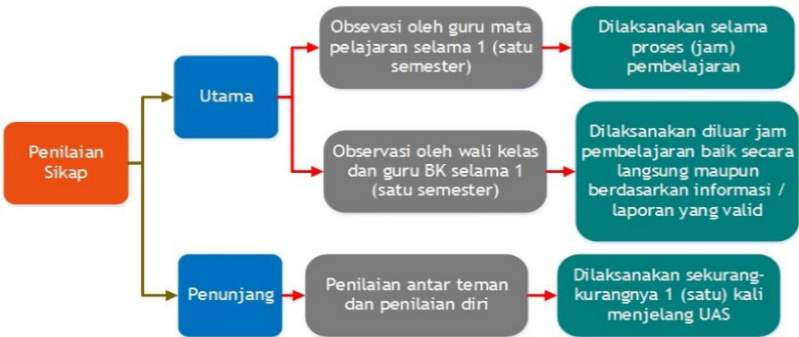 Penilaian
Sikap
Utama
Obsevasi oleh guru mata
pelajaran selama 1 (satu
semester)
Dilaksanakan selama
proses (jam)
pembelajaran
Observasi oleh wali kelas
dan guru BK selama 1
(satu semester)
Dilaksanakan diluar jam
pembelajaran baik secara
langsung maupun
berdasarkan informasi /
laporan yang valid
Penunjang
Penilaian antar teman
dan penilaian diri
Dilaksanakan sekurang-
kurangnya 1 (satu) kali
menjelang UAS